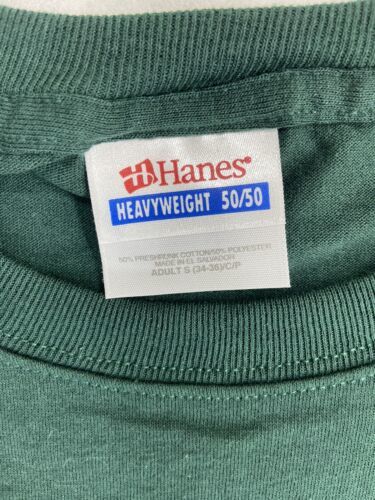 Hanes®
HEAVYWEIGHT 50/50
50% PRESHRUNK COTTON/50% POLYESTER
MADE IN EL SALVADOR
ADULT S (34-36)/C/P